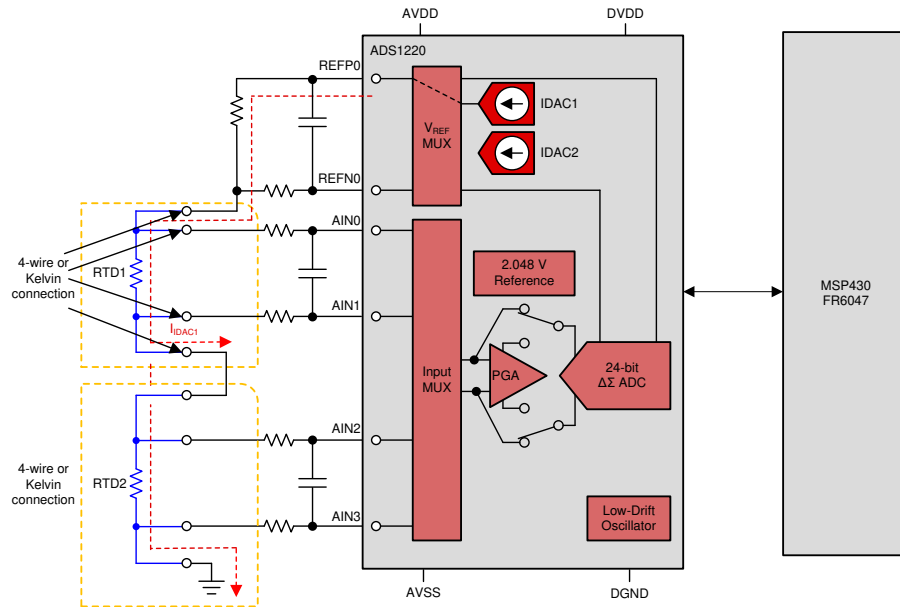 AVDD
DVDD
ADS1220
REFP0
IDAC1
VREF
MUX
IDAC2
REFN0
AIN0
4-wire or
Kelvin
connection
RTD1
2.048 V
Reference
MSP430
FR6047
AIN1
IIDAC1
Input
MUX
PGA
24-bit
ΔΣ ADC
AIN2
4-wire or
Kelvin
connection
RTD2
AIN3
Low-Drift
Oscillator
AVSS
DGND